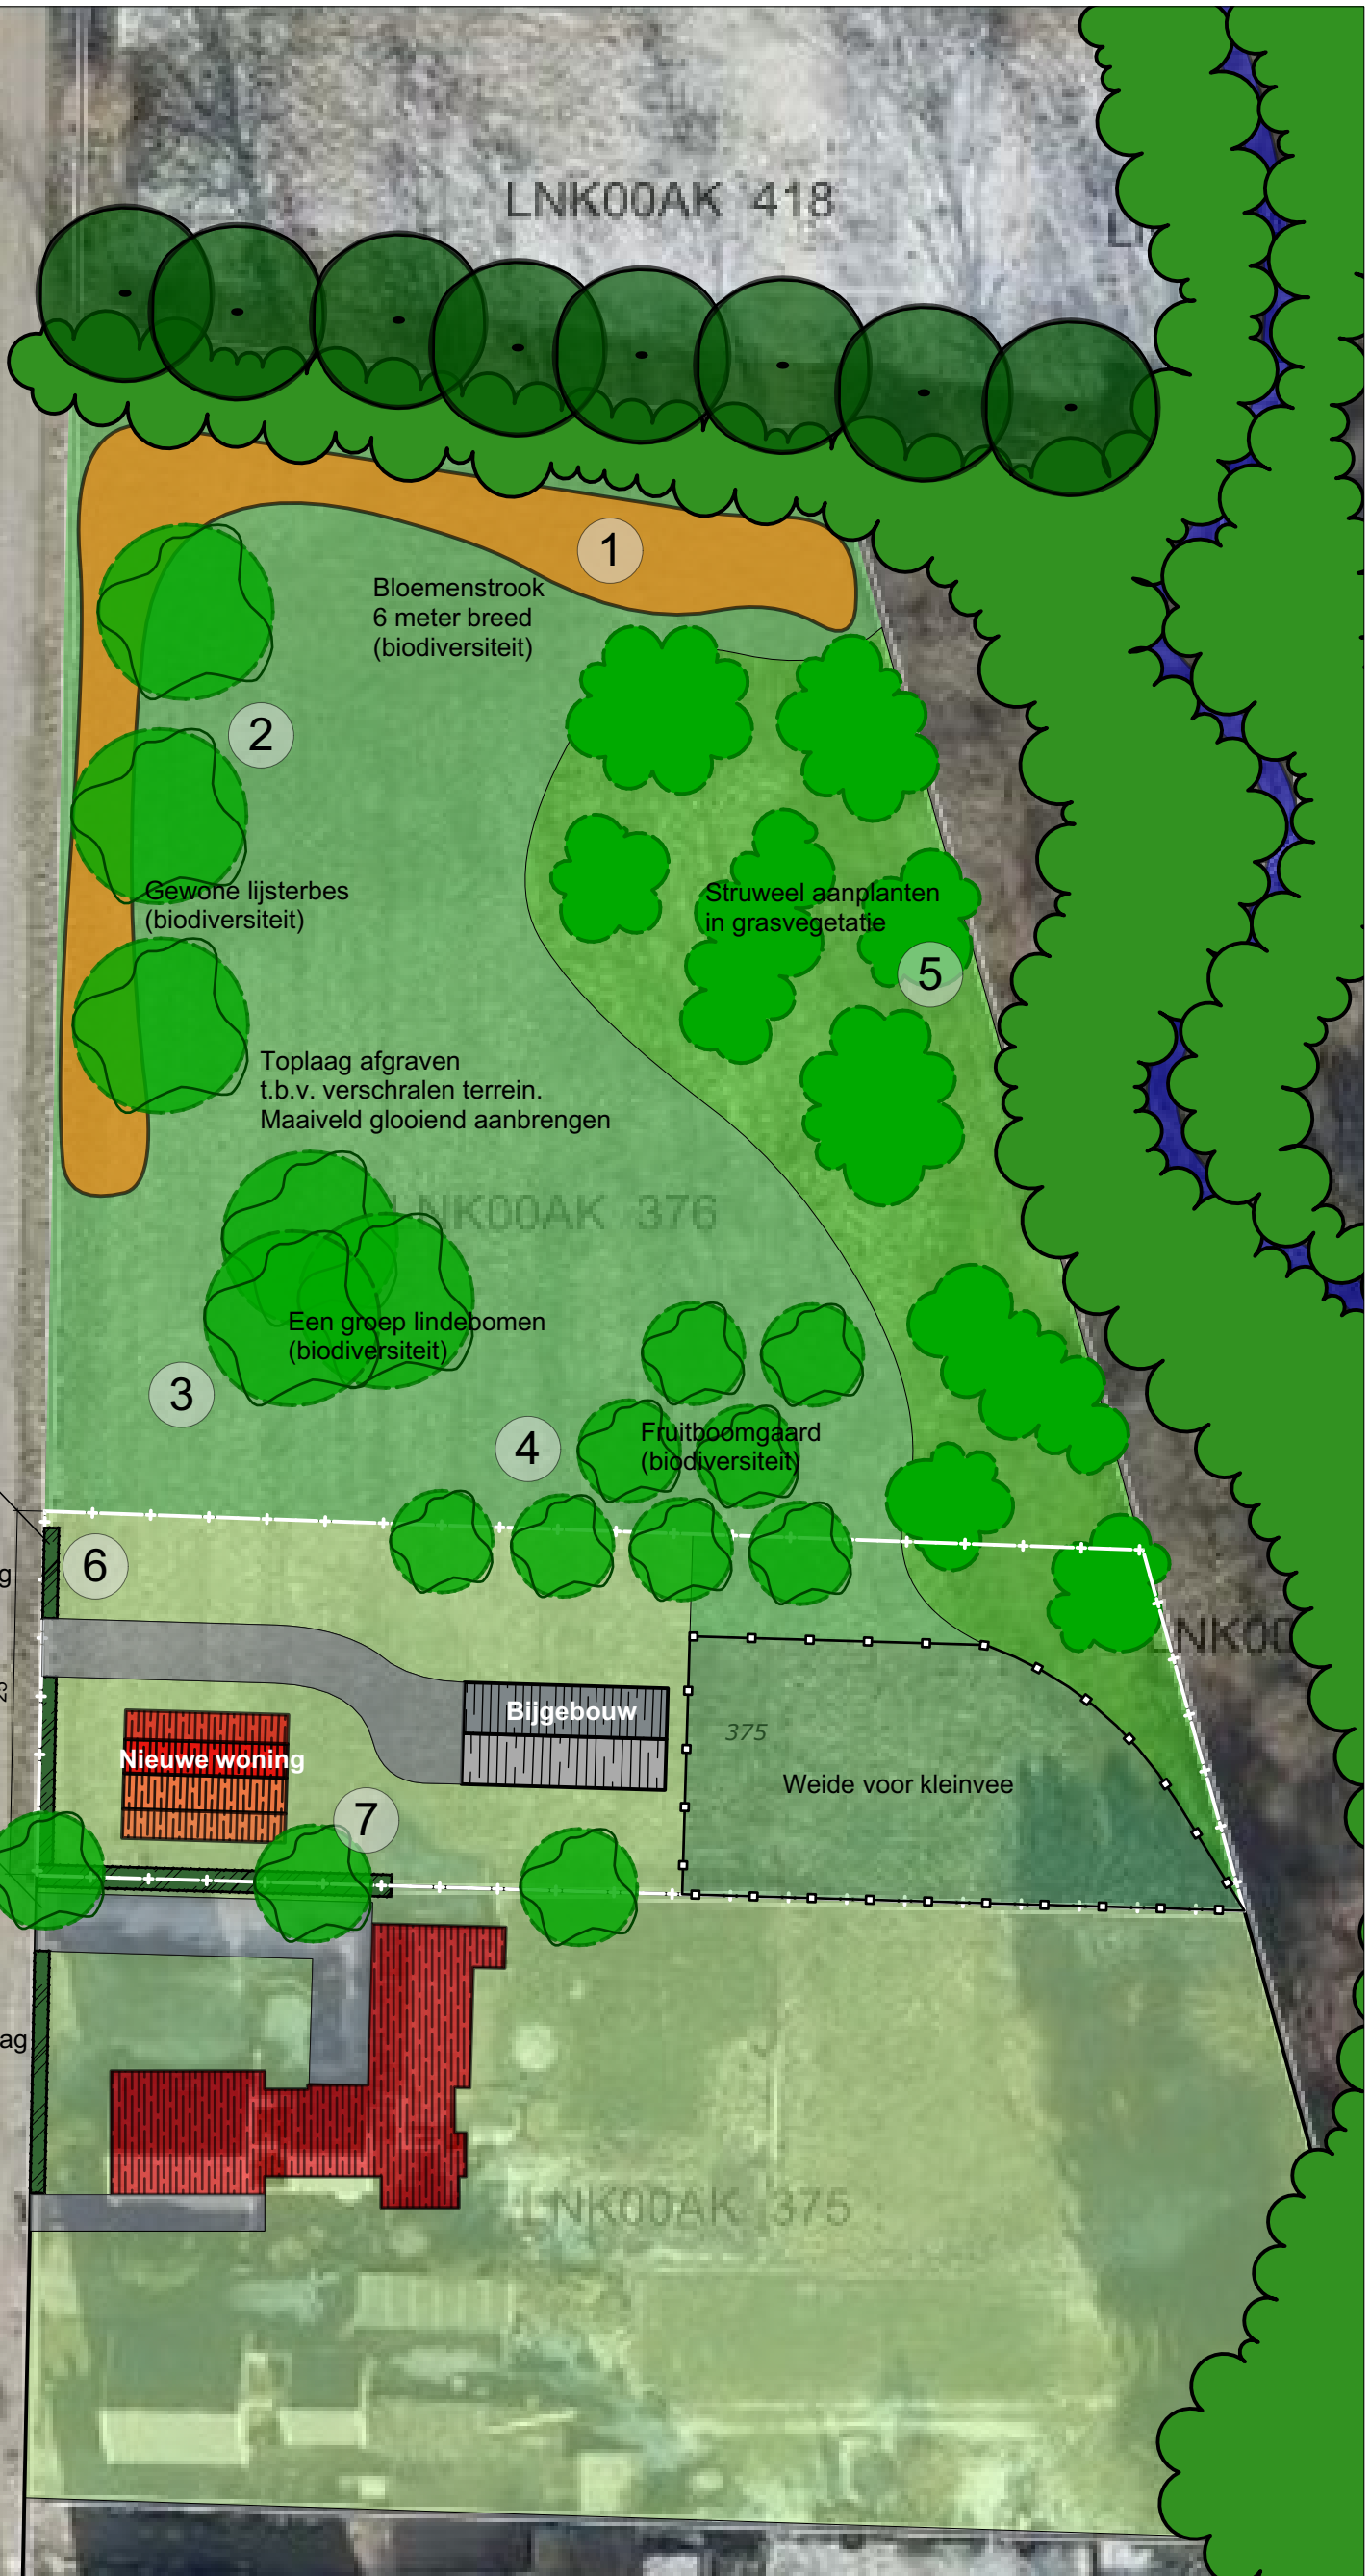 LNK00AK 418
1
Bloemenstrook
6 meter breed
(biodiversiteit)
2
Gewone lijsterbes
(biodiversiteit)
Struweel aanplanten
in grasvegetatie
5
Toplaag afgraven
t.b.v. verschralen terrein.
Maaiveld glooiend aanbrengen
LNK00AK 376
Een groep lindebomen
(biodiversiteit)
3
4
Fruitboomgaard
(biodiversiteit)
6
g
LNK00
25
Bijgebouw
375
Nieuwe woning
Weide voor kleinvee
7
ag
LNK00AK 375